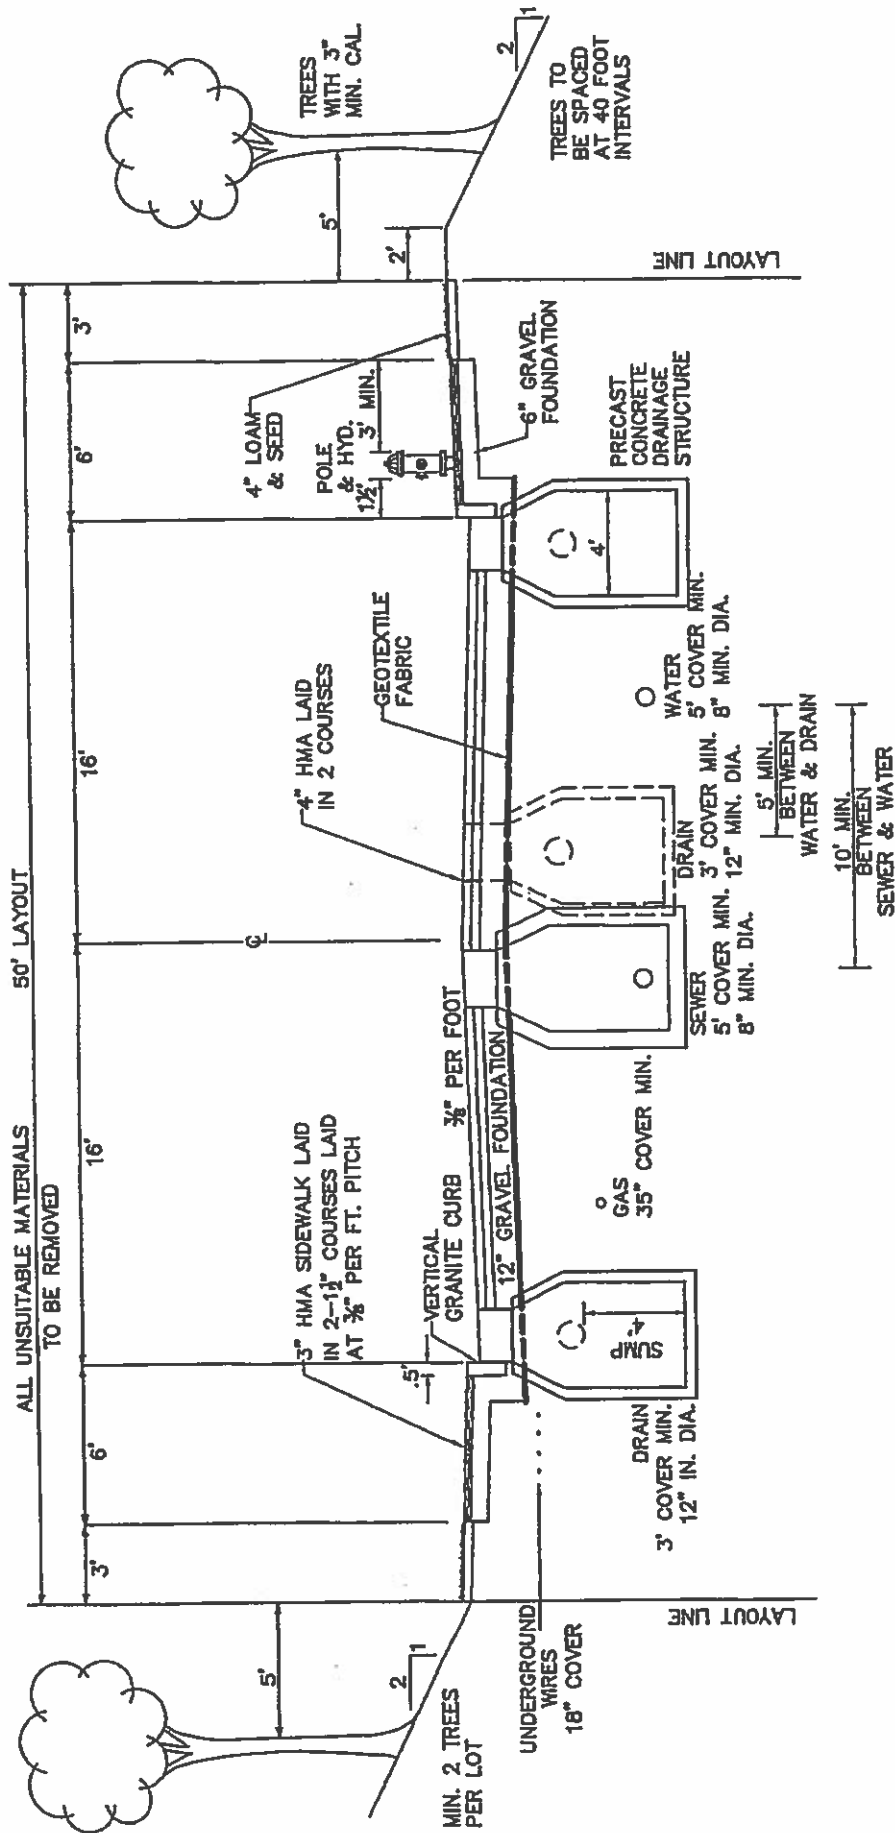 ALL UNSUITABLE MATERIALS
TO BE REMOVED
50' LAYOUT
3'
6'
16'
16'
6'
3'
5'
2
1
MIN. 2 TREES
PER LOT
3" HMA SIDEWALK LAID
IN 2-1½" COURSES LAID
AT ⅜" PER FT. PITCH
.5'
VERTICAL
GRANITE CURB
⅜" PER FOOT
12" GRAVEL FOUNDATION
℄
4" HMA LAID
IN 2 COURSES
GEOTEXTILE
FABRIC
4" LOAM
& SEED
POLE
& HYD.
1½'
3' MIN.
6" GRAVEL
FOUNDATION
2'
5'
TREES
WITH 3"
MIN. CAL.
2
1
TREES TO
BE SPACED
AT 40 FOOT
INTERVALS
LAYOUT LINE
UNDERGROUND
WIRES
18" COVER
SUMP
4'
DRAIN
3' COVER MIN.
12" IN. DIA.
GAS
35" COVER MIN.
SEWER
5' COVER MIN.
8" MIN. DIA.
DRAIN
3' COVER MIN.
12" MIN. DIA.
WATER
5' COVER MIN.
8" MIN. DIA.
4'
PRECAST
CONCRETE
DRAINAGE
STRUCTURE
LAYOUT LINE
5' MIN.
BETWEEN
WATER & DRAIN
10' MIN.
BETWEEN
SEWER & WATER